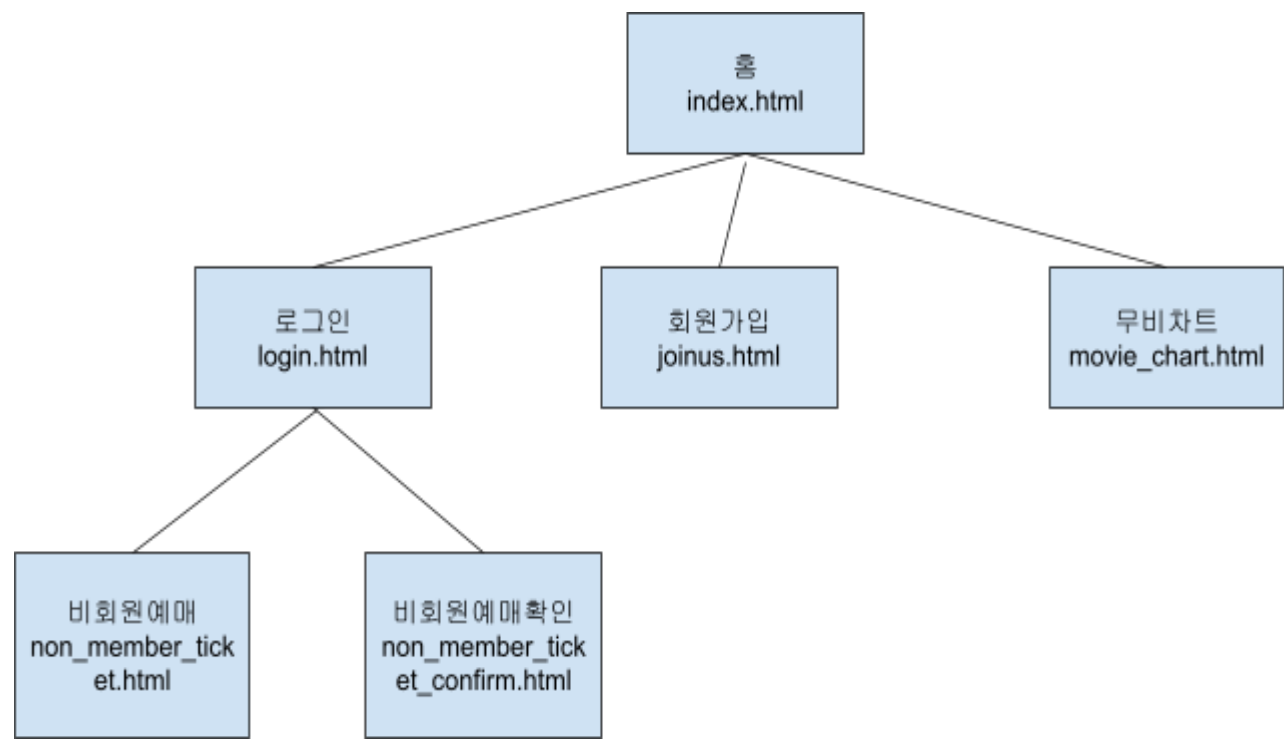 홈
index.html
로그인
login.html
회원가입
joinus.html
무비차트
movie_chart.html
비회원예매
non_member_tick
et.html
비회원예매확인
non_member_tick
et_confirm.html